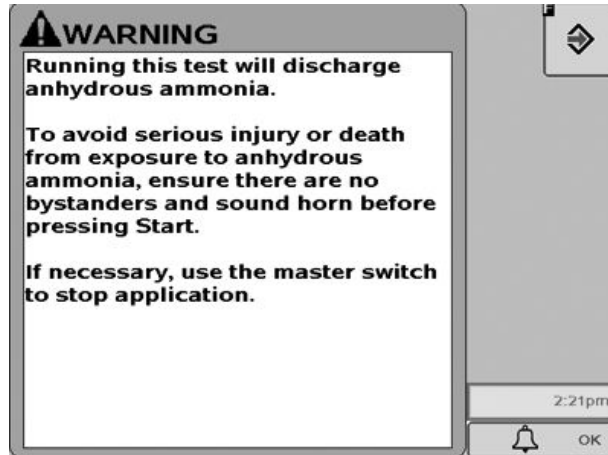 WARNING
Running this test will discharge
anhydrous ammonia.
To avoid serious injury or death
from exposure to anhydrous
ammonia, ensure there are no
bystanders and sound horn before
pressing Start.
If necessary, use the master switch
to stop application.
F
2:21pm
OK